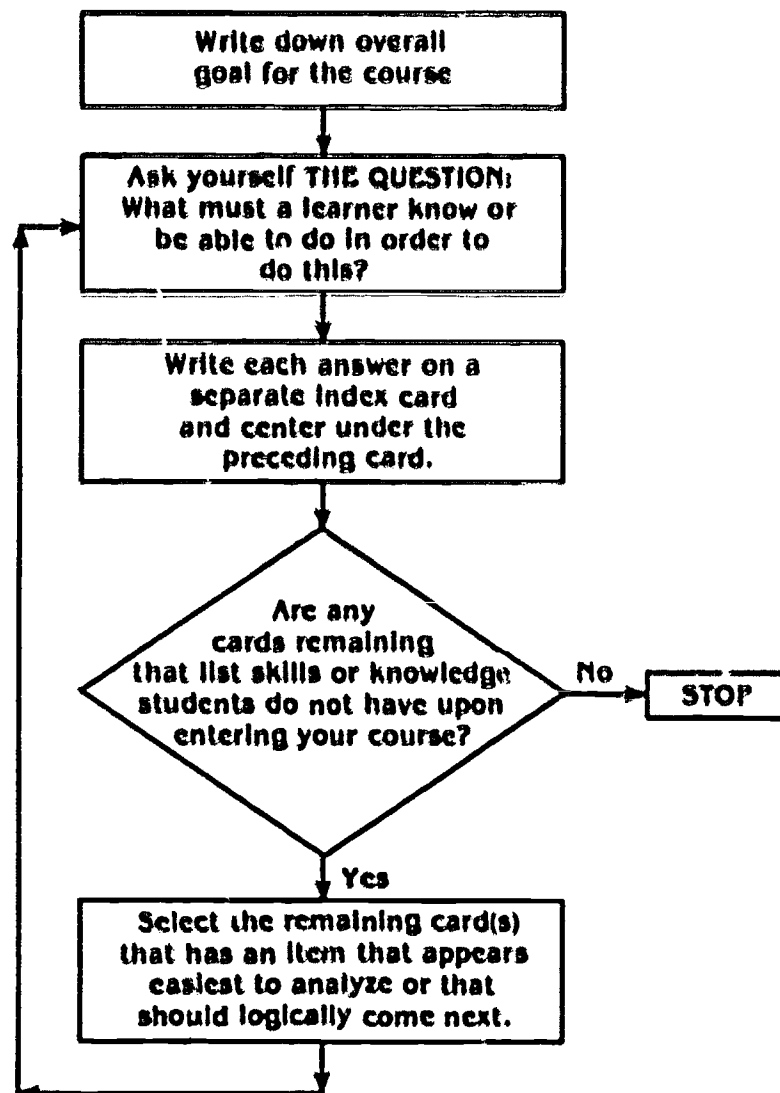 Write down overall
goal for the course
Ask yourself THE QUESTION:
What must a learner know or
be able to do in order to
do this?
Write each answer on a
separate index card
and center under the
preceding card.
Are any
cards remaining
that list skills or knowledge
students do not have upon
entering your course?
No
STOP
Yes
Select the remaining card(s)
that has an item that appears
easiest to analyze or that
should logically come next.